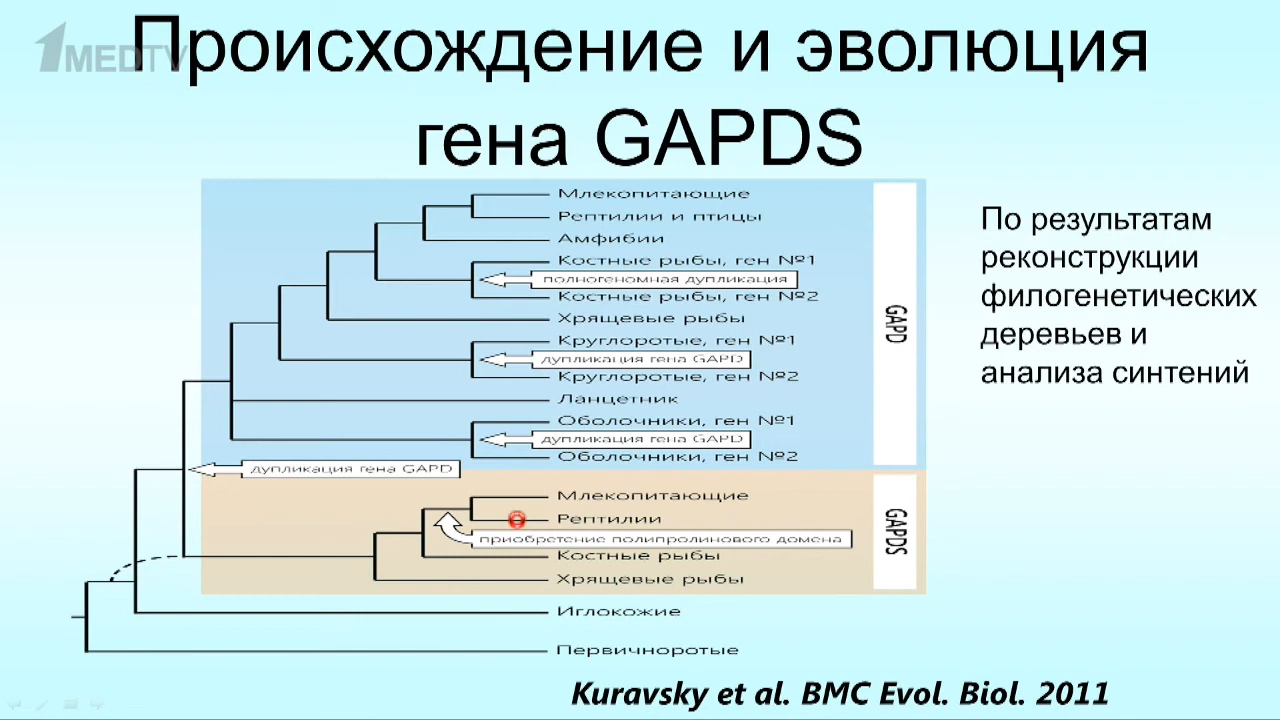 1MEDTV
Происхождение и эволюция
гена GAPDS
Млекопитающие
Рептилии и птицы
Амфибии
Костные рыбы, ген №1
полногеномная дупликация
Костные рыбы, ген №2
Хрящевые рыбы
Круглоротые, ген №1
дупликация гена GAPD
Круглоротые, ген №2
Ланцетник
Оболочники, ген №1
дупликация гена GAPD
Оболочники, ген №2
GAPD
дупликация гена GAPD
Млекопитающие
Рептилии
приобретение полипролинового домена
Костные рыбы
Хрящевые рыбы
GAPDS
Иглокожие
Первичноротые
По результатам
реконструкции
филогенетических
деревьев и
анализа синтений
Kuravsky et al. BMC Evol. Biol. 2011